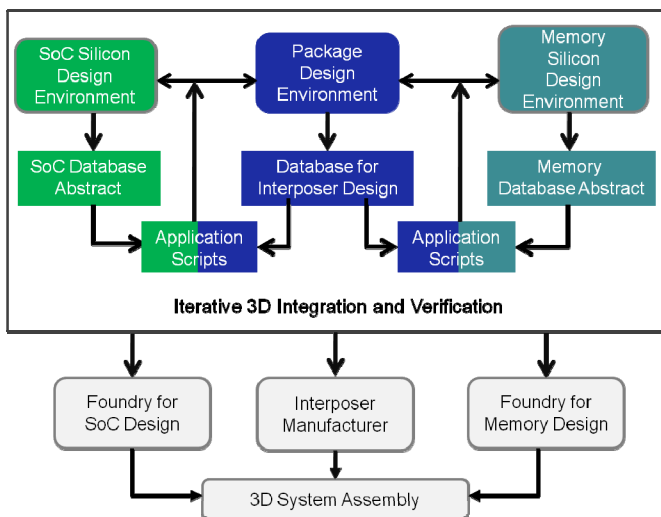 SoC Silicon
Design
Environment
Package
Design
Environment
Memory
Silicon
Design
Environment
SoC Database
Abstract
Database for
Interposer Design
Memory
Database Abstract
Application
Scripts
Application
Scripts
Iterative 3D Integration and Verification
Foundry for
SoC Design
Interposer
Manufacturer
Foundry for
Memory Design
3D System Assembly